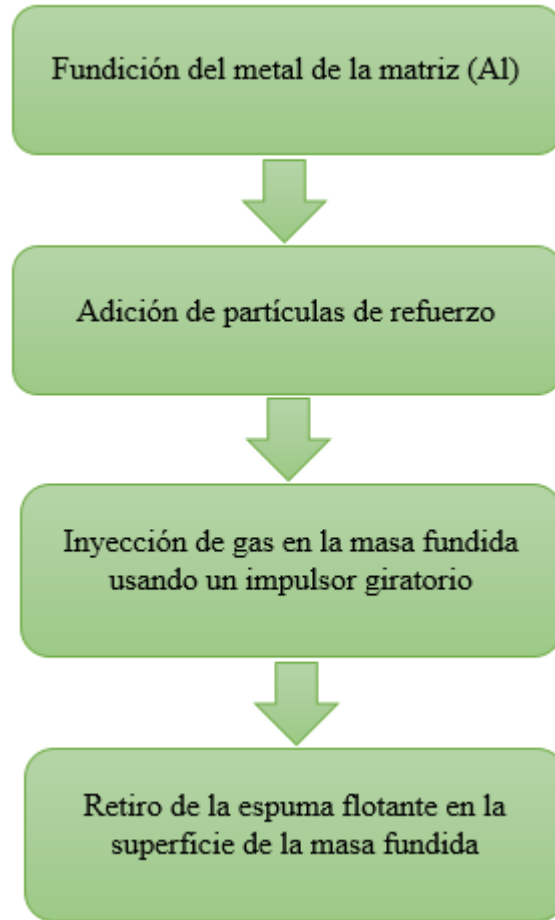 Fundición del metal de la matriz (Al)
Adición de partículas de refuerzo
Inyección de gas en la masa fundida
usando un impulsor giratorio
Retiro de la espuma flotante en la
superficie de la masa fundida